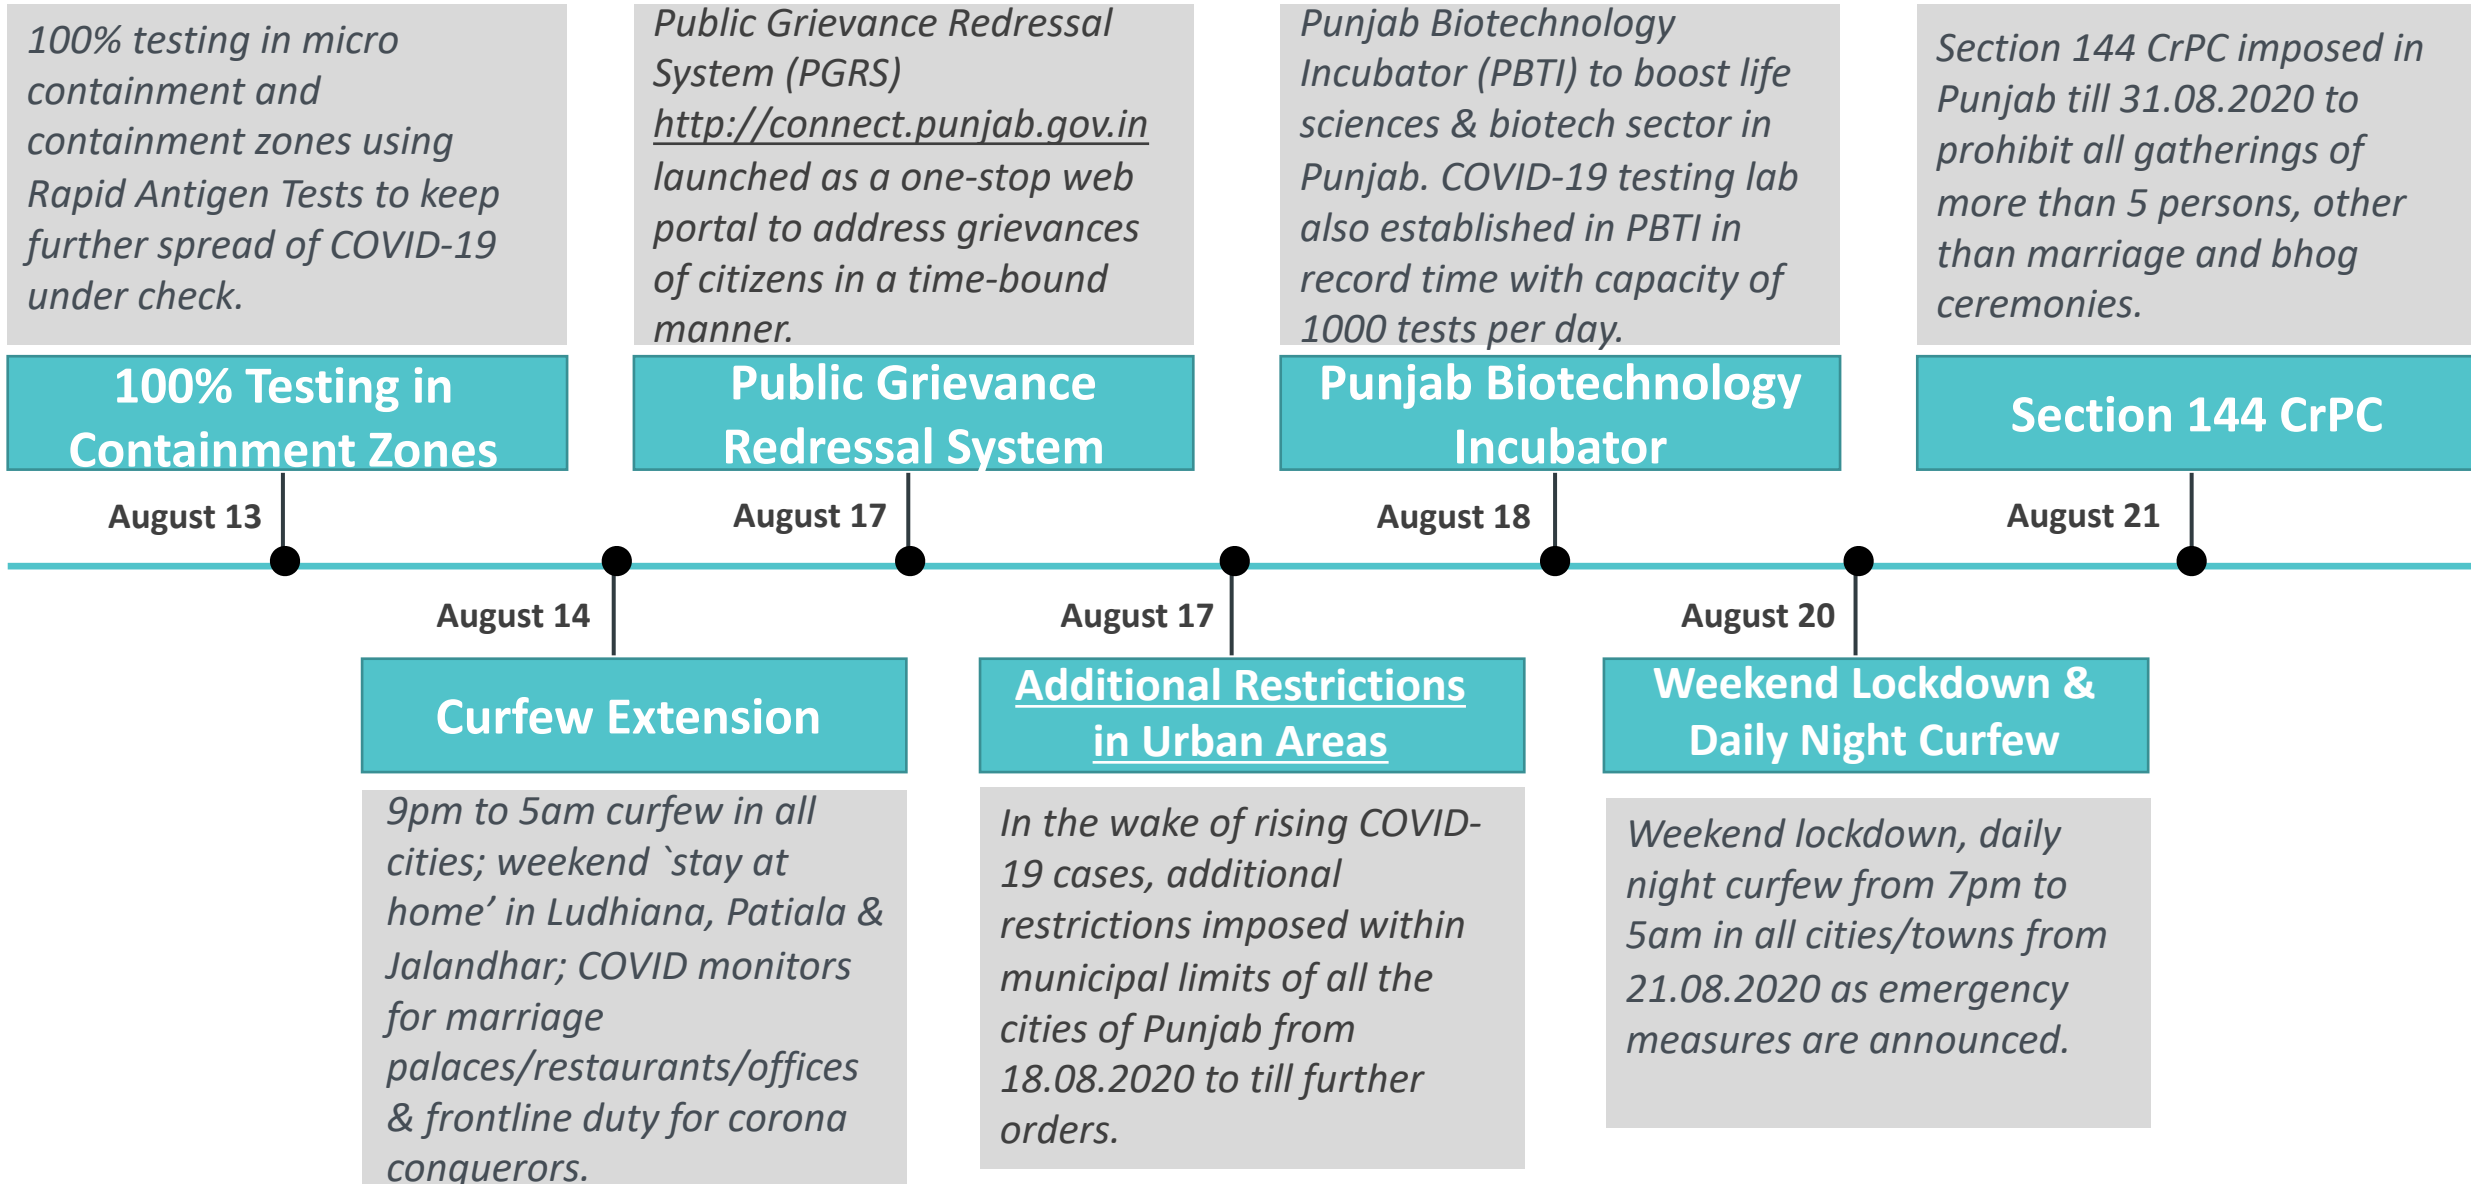 100% testing in micro
containment and
containment zones using
Rapid Antigen Tests to keep
further spread of COVID-19
under check.
100% Testing in
Containment Zones
August 13
Public Grievance Redressal
System (PGRS)
http://connect.punjab.gov.in
launched as a one-stop web
portal to address grievances
of citizens in a time-bound
manner.
Public Grievance
Redressal System
August 17
Punjab Biotechnology
Incubator (PBTI) to boost life
sciences & biotech sector in
Punjab. COVID-19 testing lab
also established in PBTI in
record time with capacity of
1000 tests per day.
Punjab Biotechnology
Incubator
August 18
Section 144 CrPC imposed in
Punjab till 31.08.2020 to
prohibit all gatherings of
more than 5 persons, other
than marriage and bhog
ceremonies.
Section 144 CrPC
August 21
August 14
Curfew Extension
9pm to 5am curfew in all
cities; weekend `stay at
home’ in Ludhiana, Patiala &
Jalandhar; COVID monitors
for marriage
palaces/restaurants/offices
& frontline duty for corona
conquerors.
August 17
Additional Restrictions
in Urban Areas
In the wake of rising COVID-
19 cases, additional
restrictions imposed within
municipal limits of all the
cities of Punjab from
18.08.2020 to till further
orders.
August 20
Weekend Lockdown &
Daily Night Curfew
Weekend lockdown, daily
night curfew from 7pm to
5am in all cities/towns from
21.08.2020 as emergency
measures are announced.